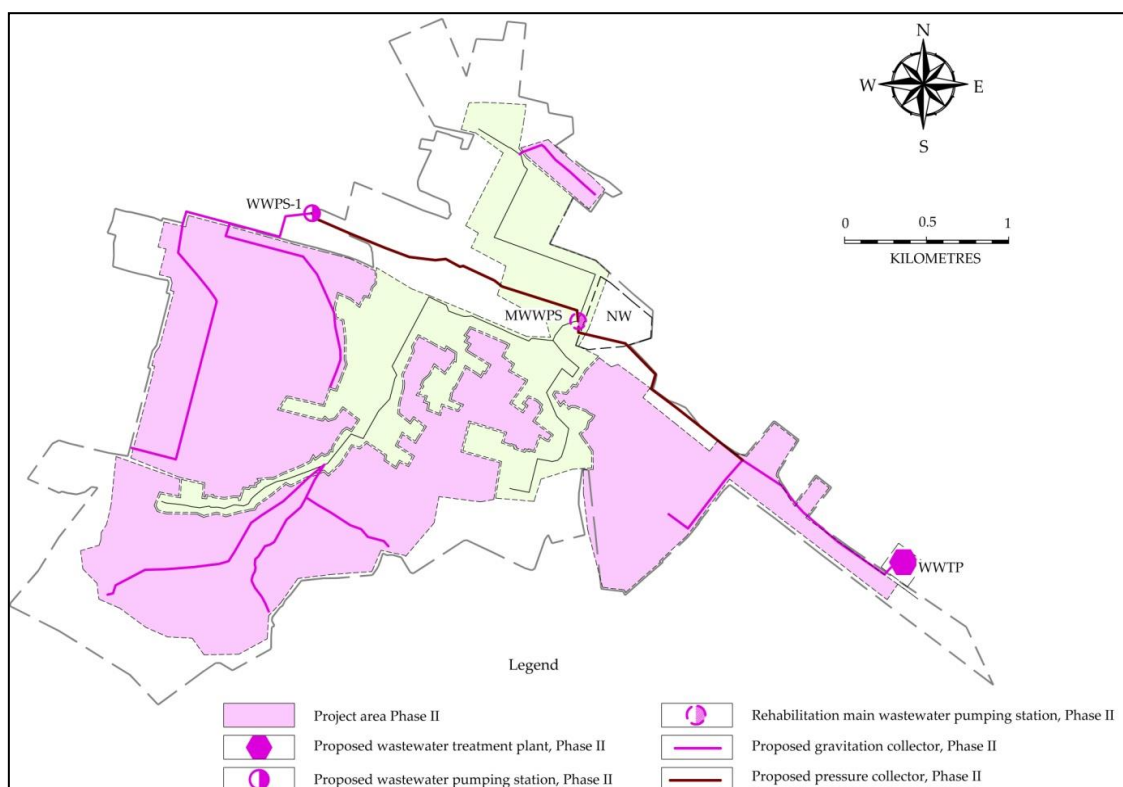 N
W E
S
WWPS-1
0 0.5 1
KILOMETRES
MWWPS
NW
WWTP
Legend
Project area Phase II
Proposed wastewater treatment plant, Phase II
Proposed wastewater pumping station, Phase II
Rehabilitation main wastewater pumping station, Phase II
Proposed gravitation collector, Phase II
Proposed pressure collector, Phase II